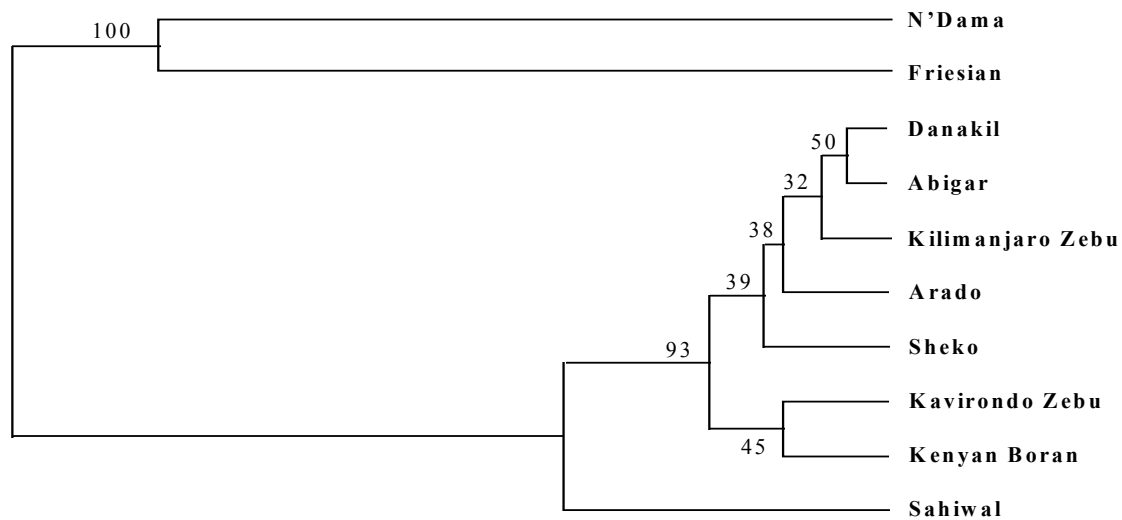 N’Dama
100
Friesian
Danakil
50
Abigar
32
Kilimanjaro Zebu
38
Arado
39
Sheko
93
Kavirondo Zebu
45
Kenyan Boran
Sahiwal